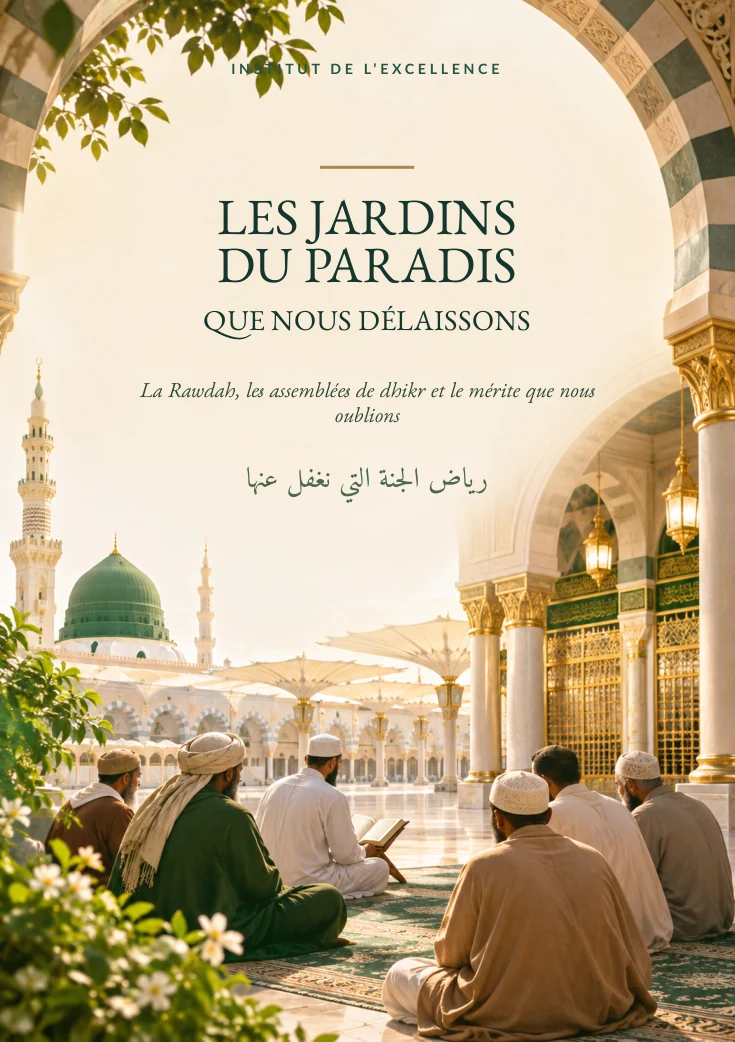 INSTITUT DE L'EXCELLENCE
LES JARDINS
DU PARADIS
QUE NOUS DÉLAISSONS
La Rawdah, les assemblées de dhikr et le mérite que nous
oublions
رياض الجنة التي نغفل عنها